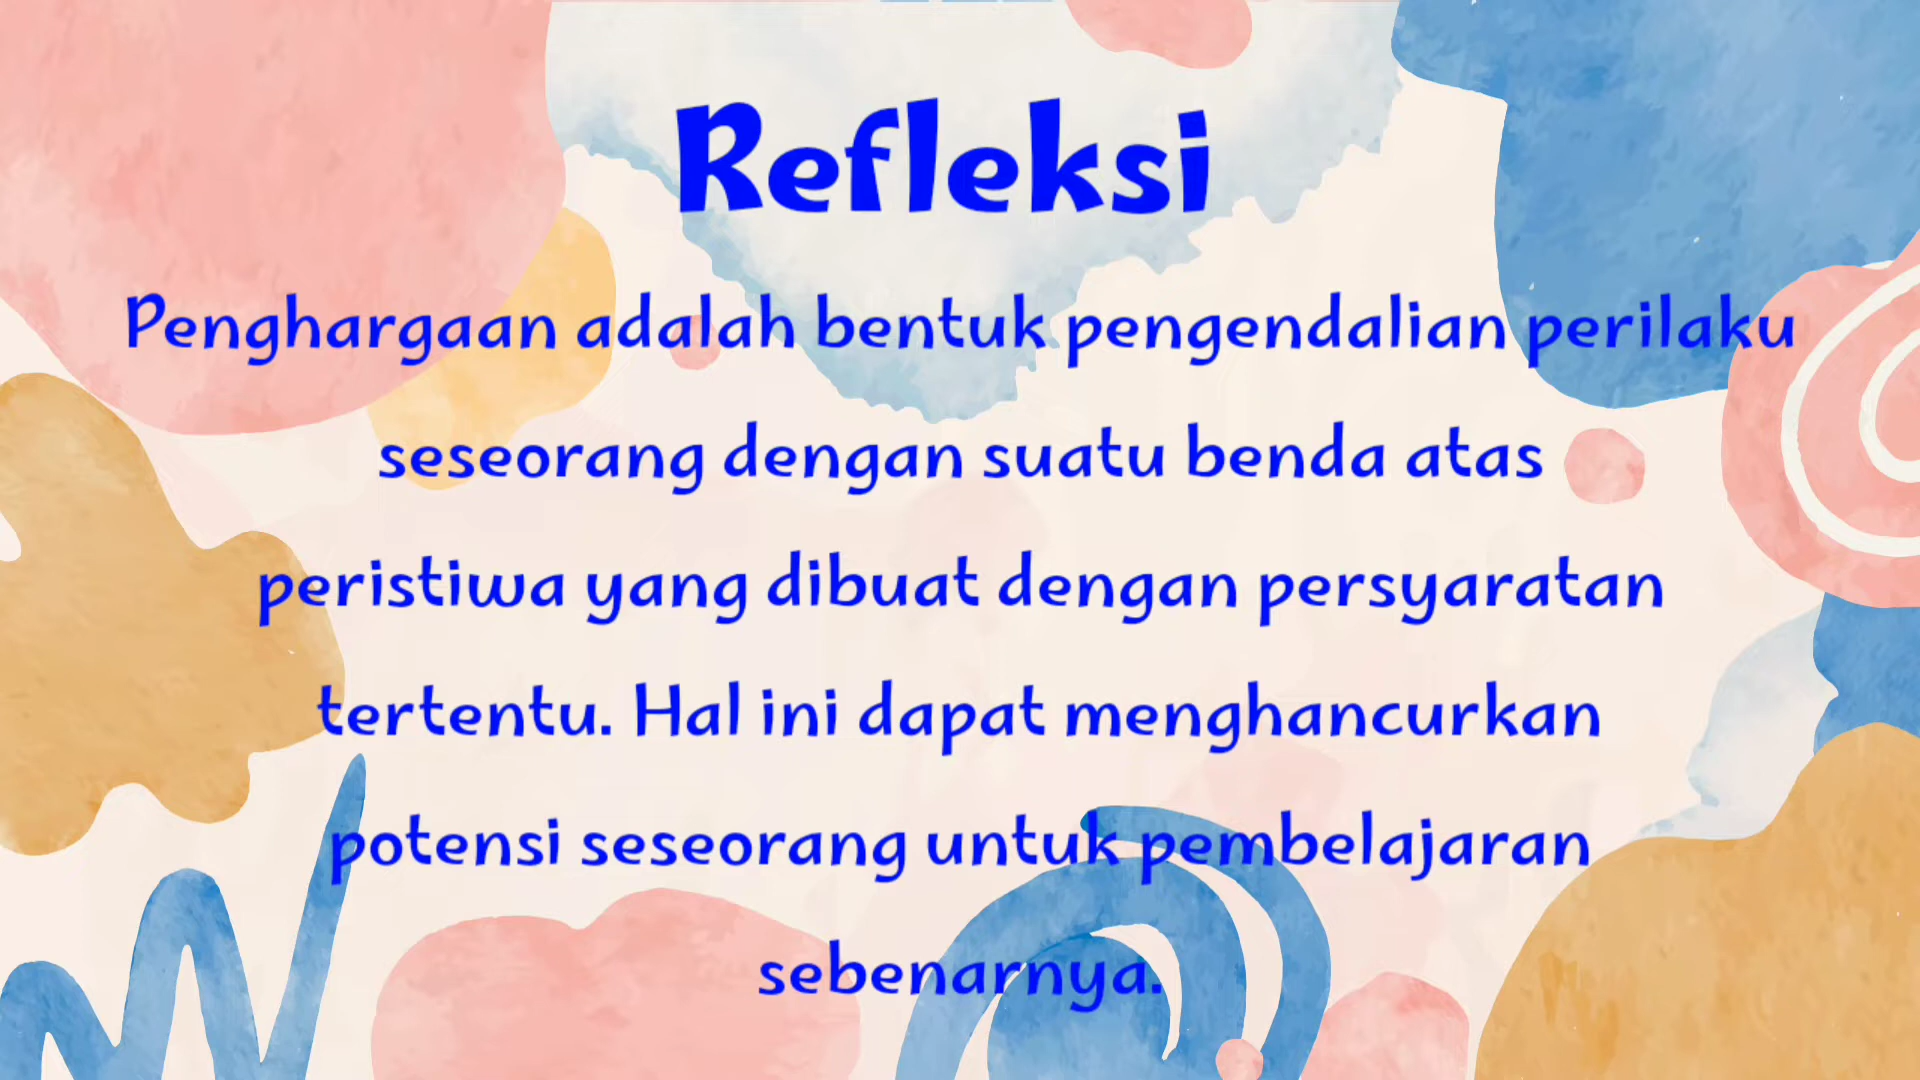 Refleksi
Penghargaan adalah bentuk pengendalian perilaku
seseorang dengan suatu benda atas
peristiwa yang dibuat dengan persyaratan
tertentu. Hal ini dapat menghancurkan
potensi seseorang untuk pembelajaran
sebenarnya.